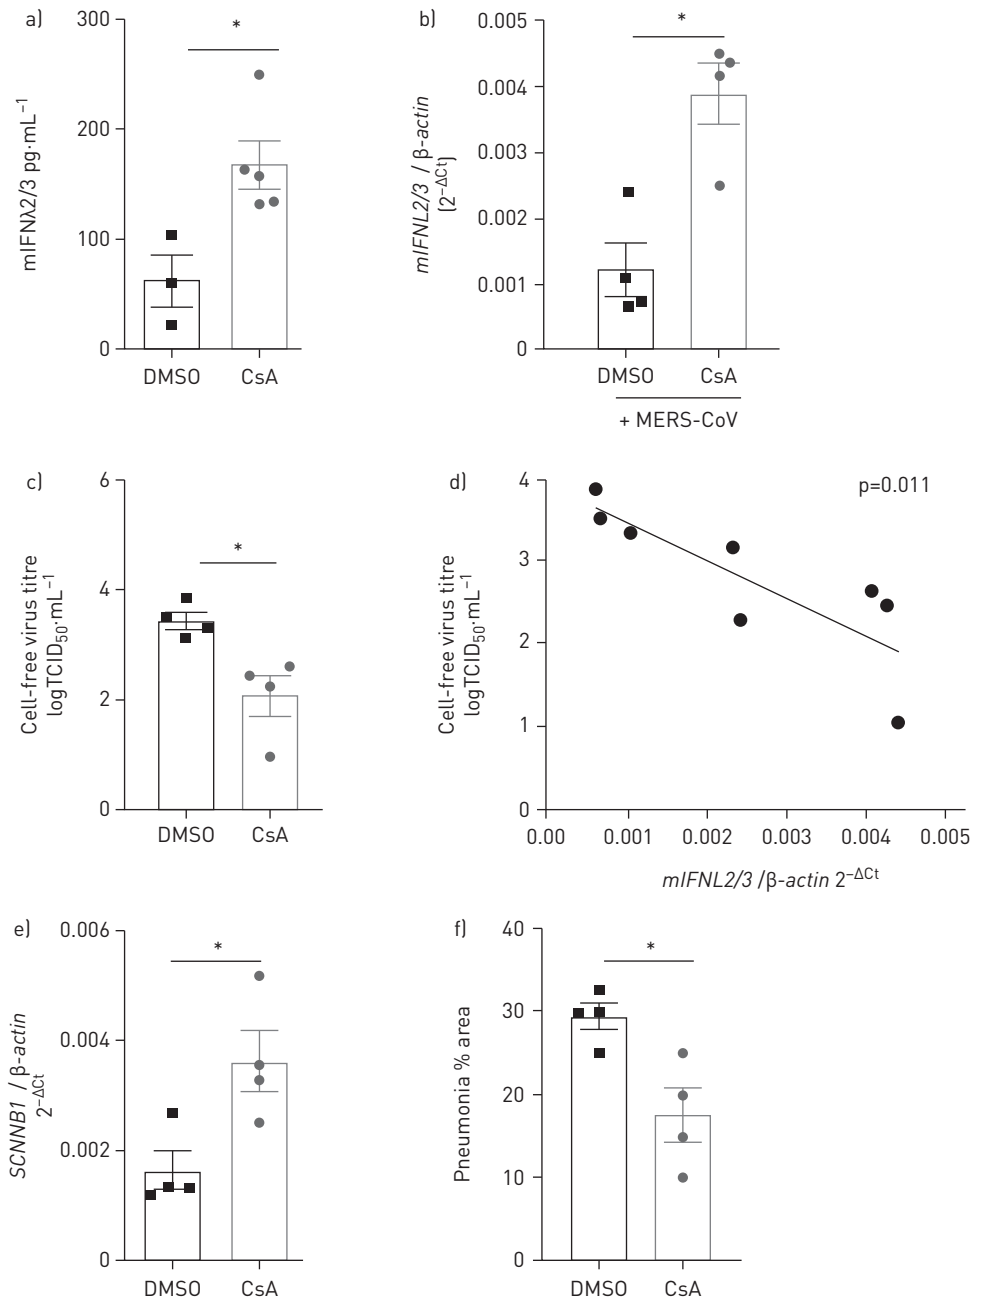 a)
mIFNλ2/3 pg·mL⁻¹
300
200
100
0
*
DMSO CsA
b)
mIFNL2/3 / β-actin
(2⁻ΔCt)
0.005
0.004
0.003
0.002
0.001
0
*
DMSO CsA
+ MERS-CoV
c)
Cell-free virus titre
logTCID₅₀·mL⁻¹
6
4
2
0
*
DMSO CsA
d)
Cell-free virus titre
logTCID₅₀·mL⁻¹
4
3
2
1
0
p=0.011
0.00 0.001 0.002 0.003 0.004 0.005
mIFNL2/3 /β-actin 2⁻ΔCt
e)
SCNNB1 / β-actin
2⁻ΔCt
0.006
0.004
0.002
0
*
DMSO CsA
f)
Pneumonia % area
40
30
20
10
0
*
DMSO CsA